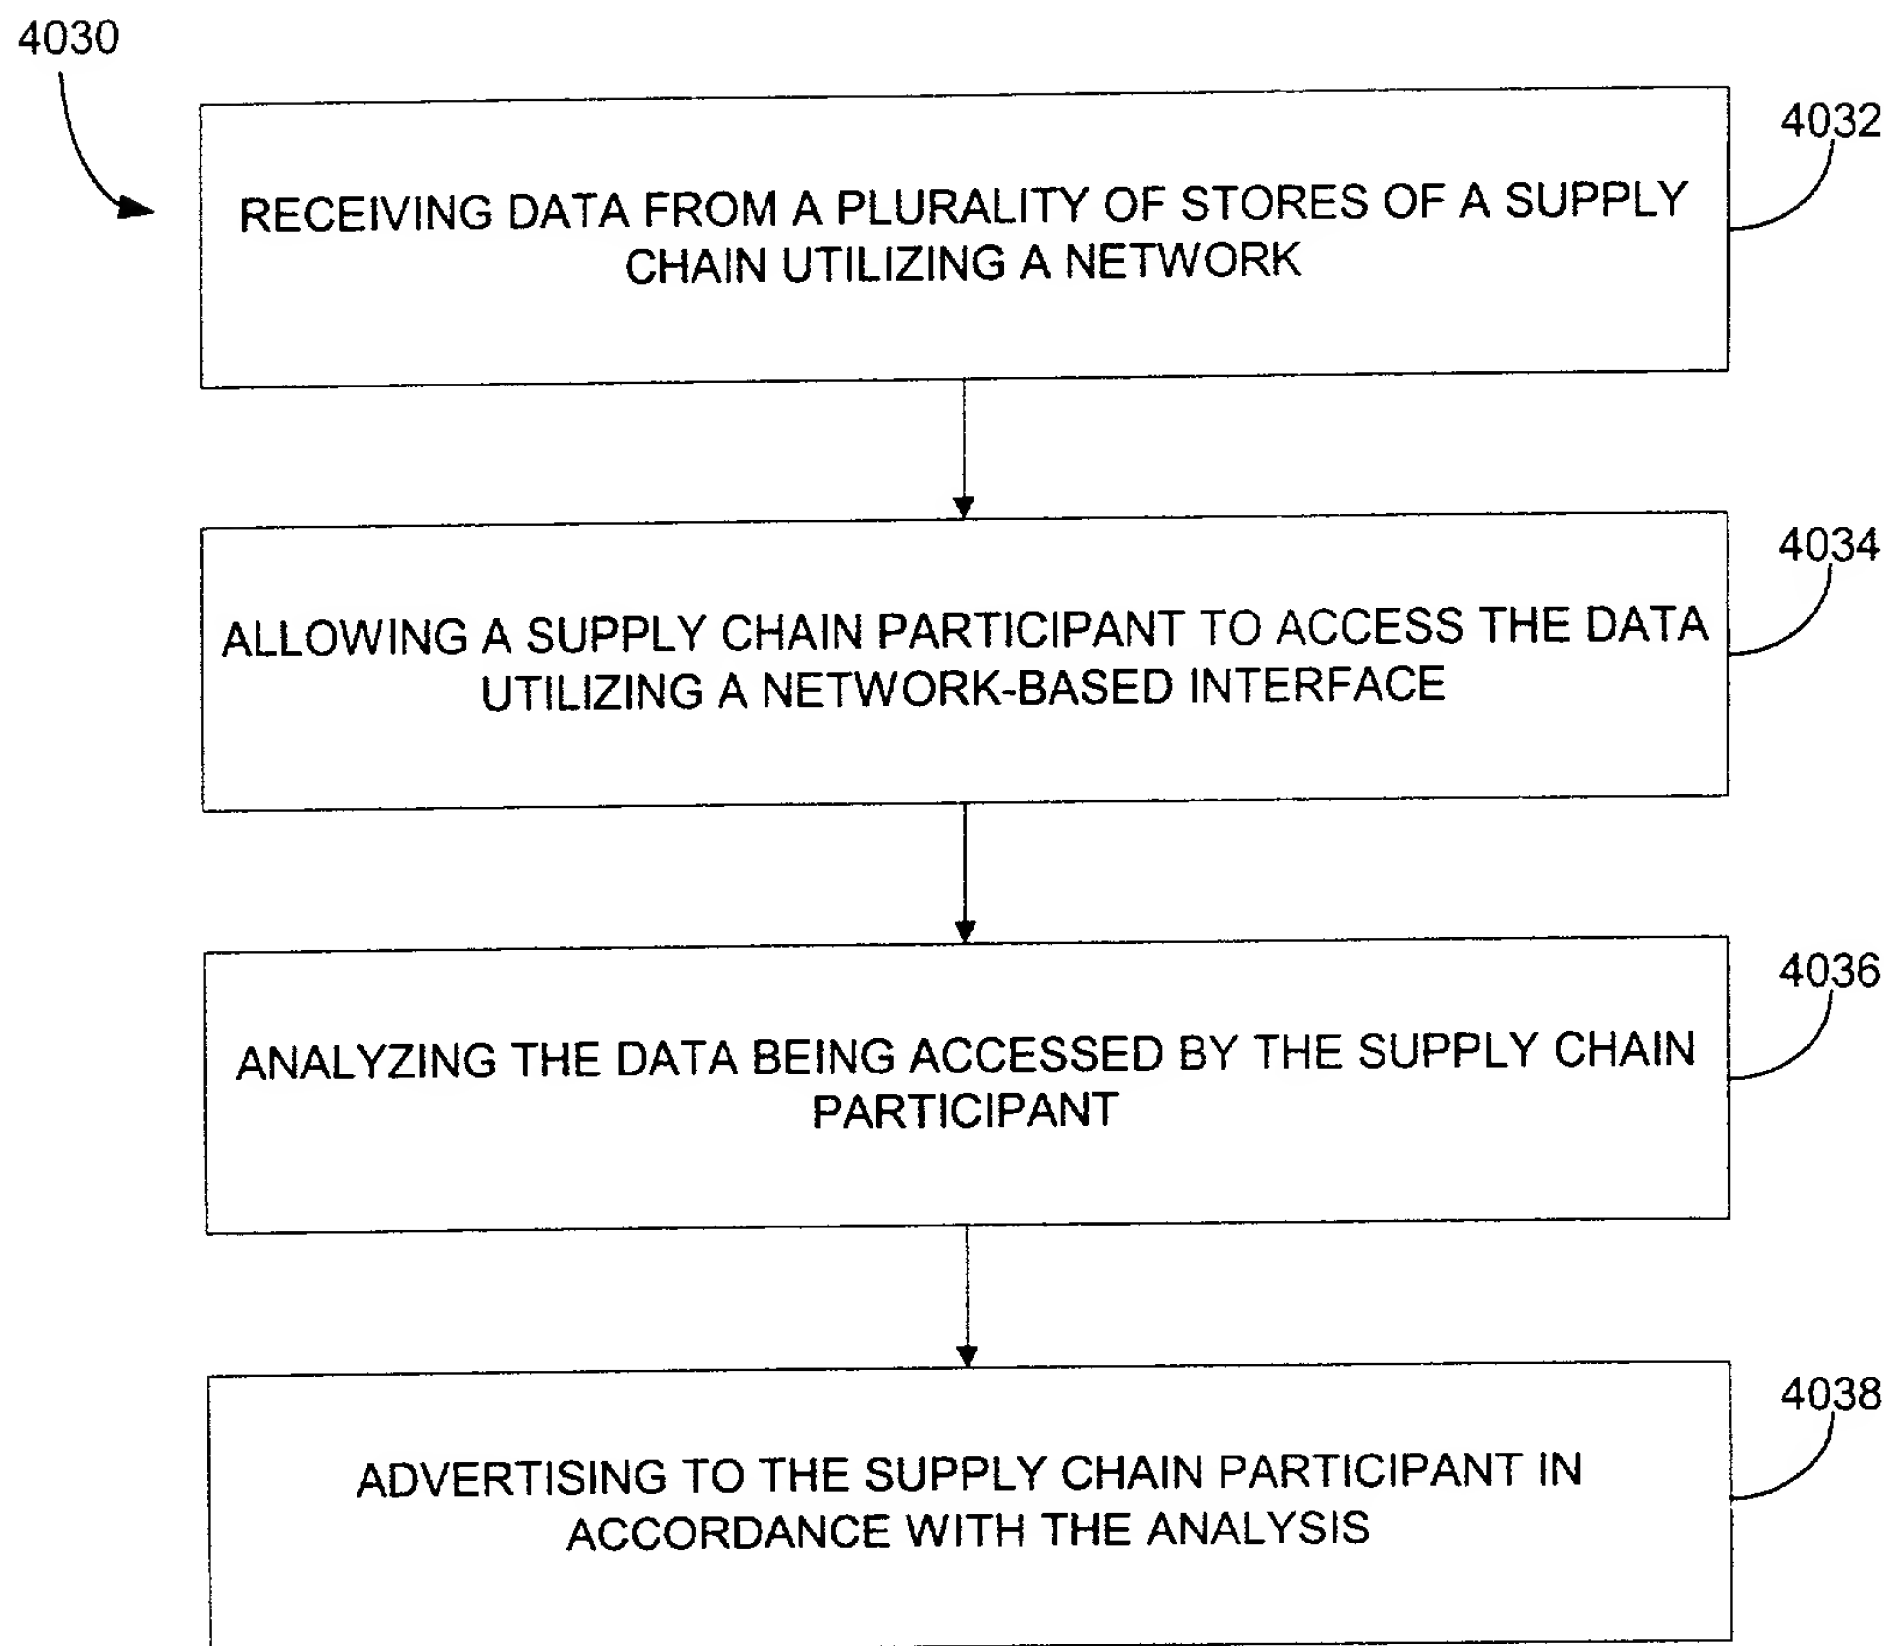 4030
4032
RECEIVING DATA FROM A PLURALITY OF STORES OF A SUPPLY
CHAIN UTILIZING A NETWORK
4034
ALLOWING A SUPPLY CHAIN PARTICIPANT TO ACCESS THE DATA
UTILIZING A NETWORK-BASED INTERFACE
4036
ANALYZING THE DATA BEING ACCESSED BY THE SUPPLY CHAIN
PARTICIPANT
4038
ADVERTISING TO THE SUPPLY CHAIN PARTICIPANT IN
ACCORDANCE WITH THE ANALYSIS